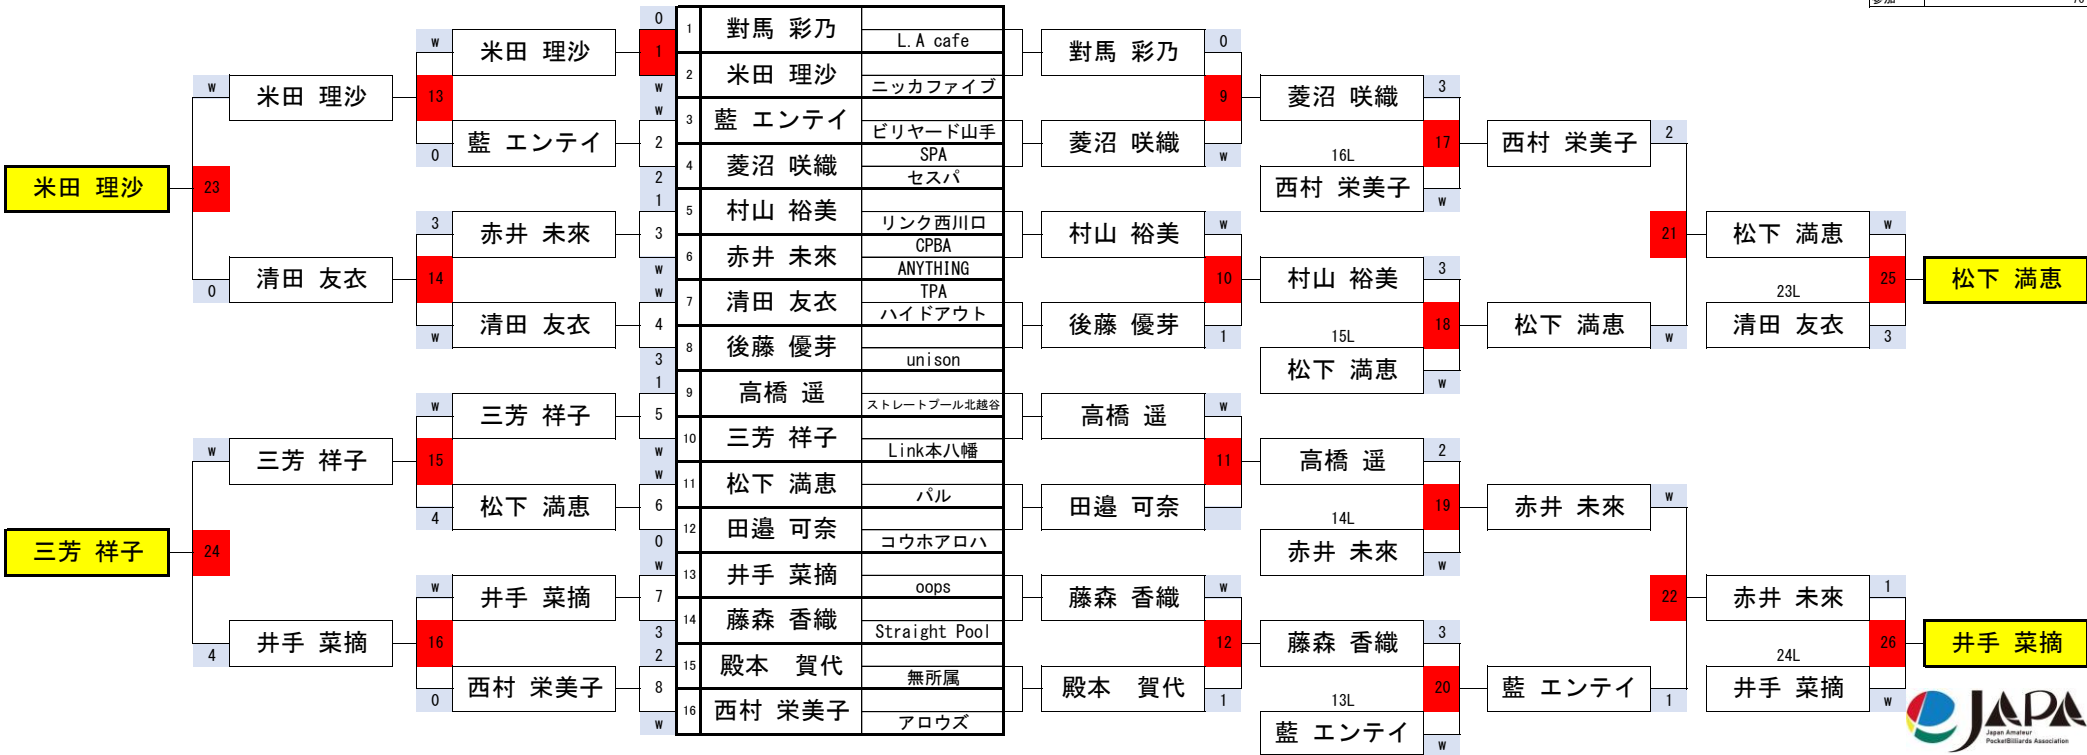 参加
米田 理沙
三芳 祥子
W
米田 理沙
23
0
清田 友衣
W
三芳 祥子
24
4
井手 菜摘
W
米田 理沙
13
0
藍 エンテイ
3
赤井 未來
14
W
清田 友衣
W
三芳 祥子
15
4
松下 満恵
W
井手 菜摘
16
0
西村 栄美子
0
1
W
W
2
2
1
3
W
W
4
3
1
5
W
W
6
0
W
7
3
2
8
W
1 對馬 彩乃 L.A cafe
2 米田 理沙 ニッカファイブ
3 藍 エンテイ ビリヤード山手
4 菱沼 咲織 SPA
セスパ
5 村山 裕美 リンク西川口
6 赤井 未來 CPBA
ANYTHING
7 清田 友衣 TPA
ハイドアウト
8 後藤 優芽 unison
9 高橋 遥 ストレートプール北越谷
10 三芳 祥子 Link本八幡
11 松下 満恵 パル
12 田邉 可奈 コウホアロハ
13 井手 菜摘 oops
14 藤森 香織 Straight Pool
15 殿本 賀代 無所属
16 西村 栄美子 アロウズ
對馬 彩乃
0
9
菱沼 咲織
W
村山 裕美
W
10
後藤 優芽
1
高橋 遥
W
11
田邉 可奈
藤森 香織
W
12
殿本 賀代
1
菱沼 咲織
3
17
16L
西村 栄美子
W
村山 裕美
3
18
15L
松下 満恵
W
高橋 遥
2
19
14L
赤井 未來
W
藤森 香織
3
20
13L
藍 エンテイ
W
西村 栄美子
2
21
松下 満恵
W
赤井 未來
W
22
藍 エンテイ
1
松下 満恵
W
25
23L
清田 友衣
3
赤井 未來
1
26
24L
井手 菜摘
W
松下 満恵
井手 菜摘
JAPA
Japan Amateur
PocketBilliards Association